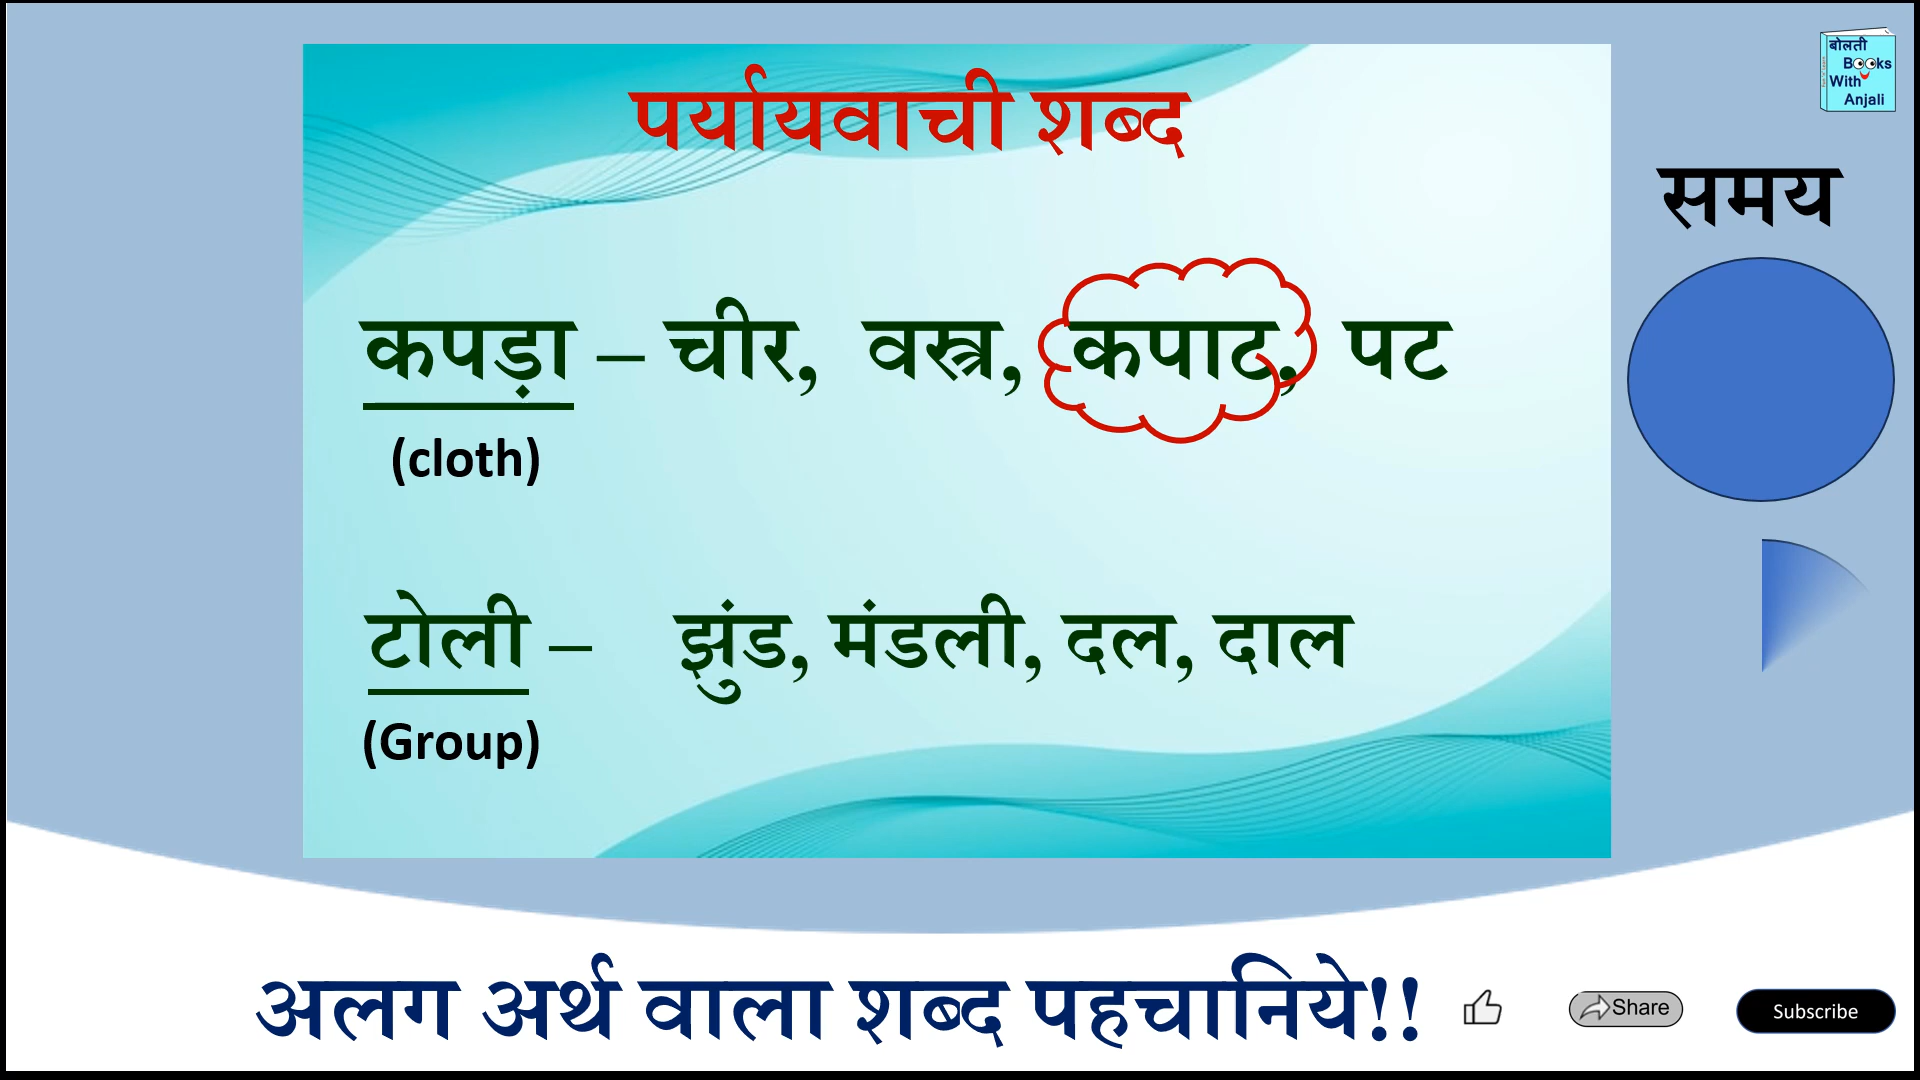 बोलती
Books
With
Anjali
पर्यायवाची शब्द
समय
कपड़ा – चीर, वस्त्र, कपाट, पट
(cloth)
टोली – झुंड, मंडली, दल, दाल
(Group)
अलग अर्थ वाला शब्द पहचानिये!!
Share
Subscribe